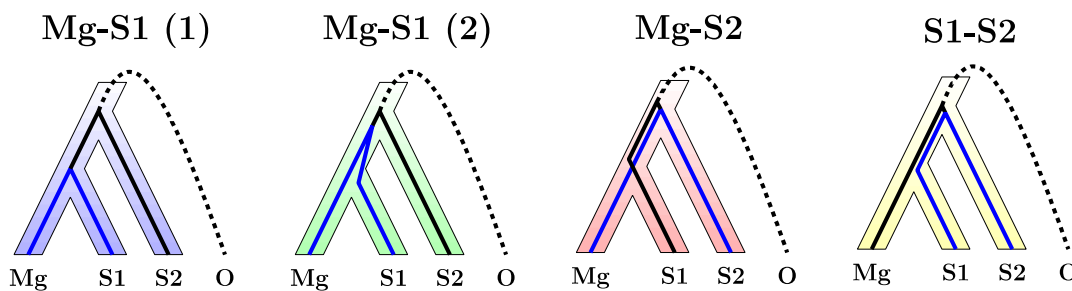 Mg-S1 (1) Mg-S1 (2) Mg-S2 S1-S2
Mg S1 S2 O Mg S1 S2 O Mg S1 S2 O Mg S1 S2 O